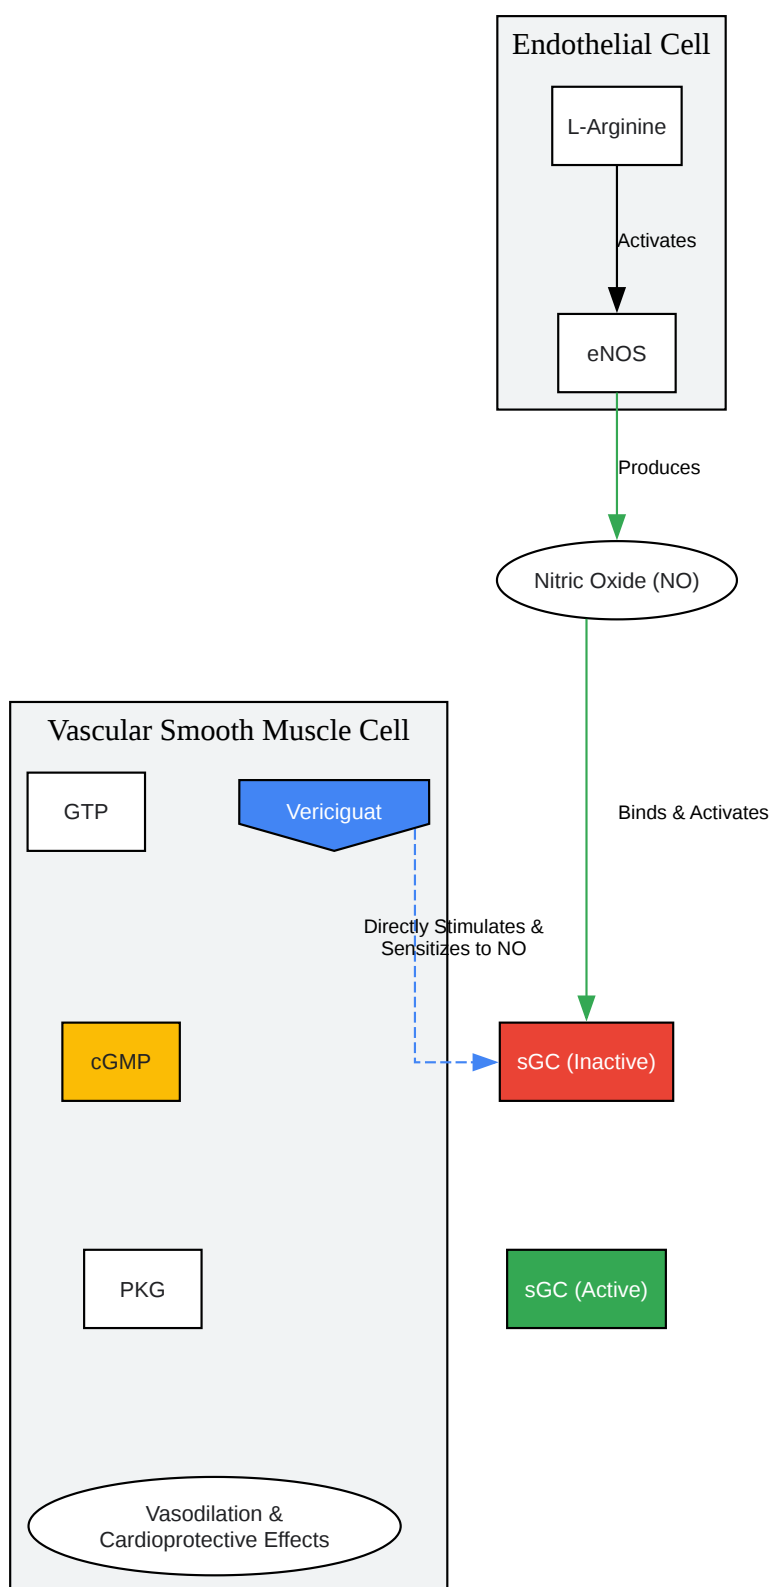 Endothelial Cell
L-Arginine
Activates
eNOS
Produces
Nitric Oxide (NO)
Vascular Smooth Muscle Cell
GTP
Vericiguat
Binds & Activates
Directly Stimulates &
Sensitizes to NO
cGMP
sGC (Inactive)
PKG
sGC (Active)
Vasodilation &
Cardioprotective Effects